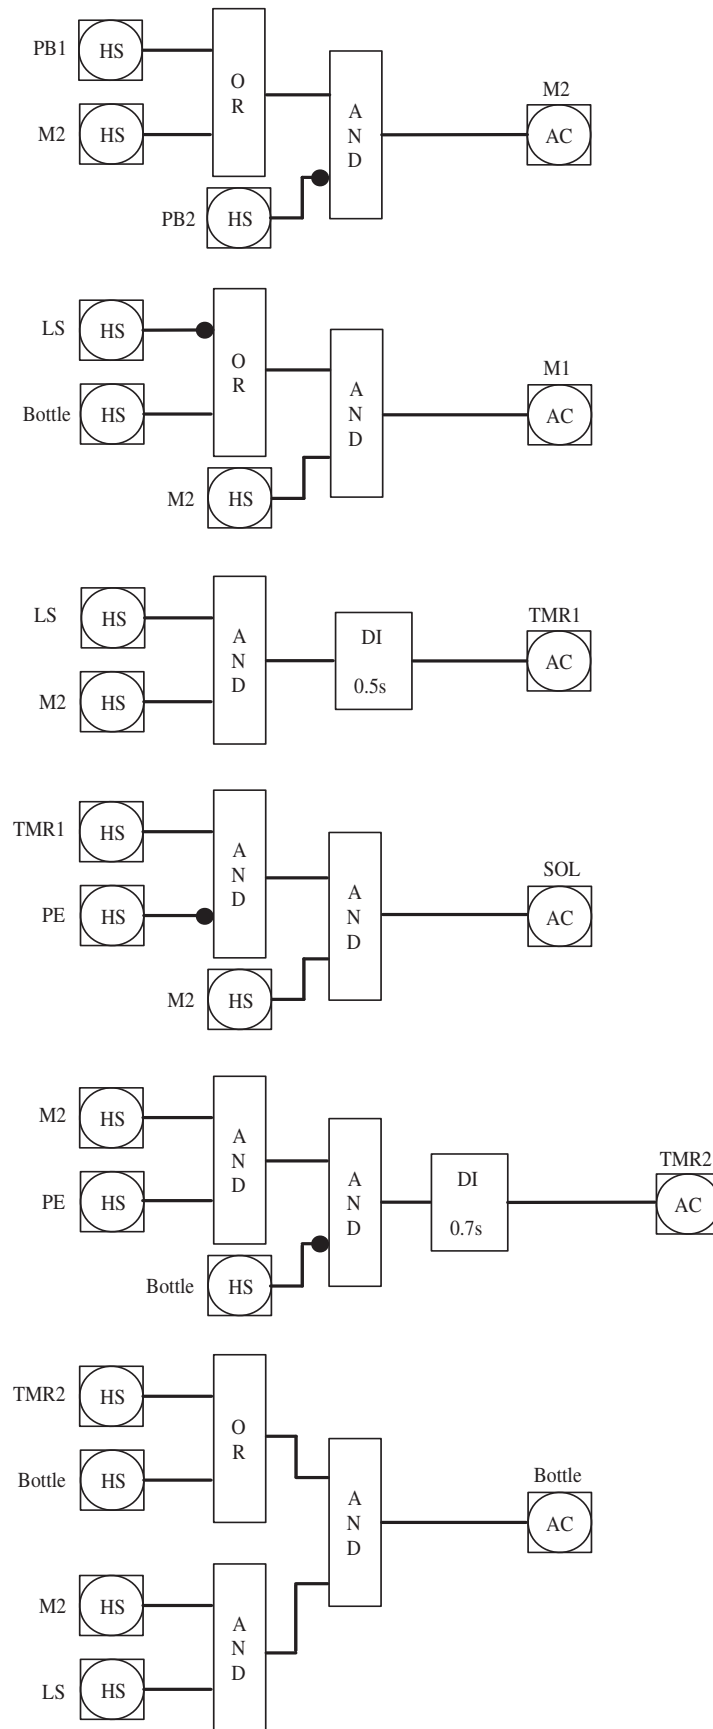 PB1 HS
O
R
M2 HS
A
N
D
M2
AC
PB2 HS
LS HS
O
R
Bottle HS
A
N
D
M1
AC
M2 HS
LS HS
A
N
D
M2 HS
DI
0.5s
TMR1
AC
TMR1 HS
A
N
D
PE HS
A
N
D
SOL
AC
M2 HS
M2 HS
A
N
D
PE HS
A
N
D
DI
0.7s
TMR2
AC
Bottle HS
TMR2 HS
O
R
Bottle HS
A
N
D
Bottle
AC
M2 HS
A
N
D
LS HS